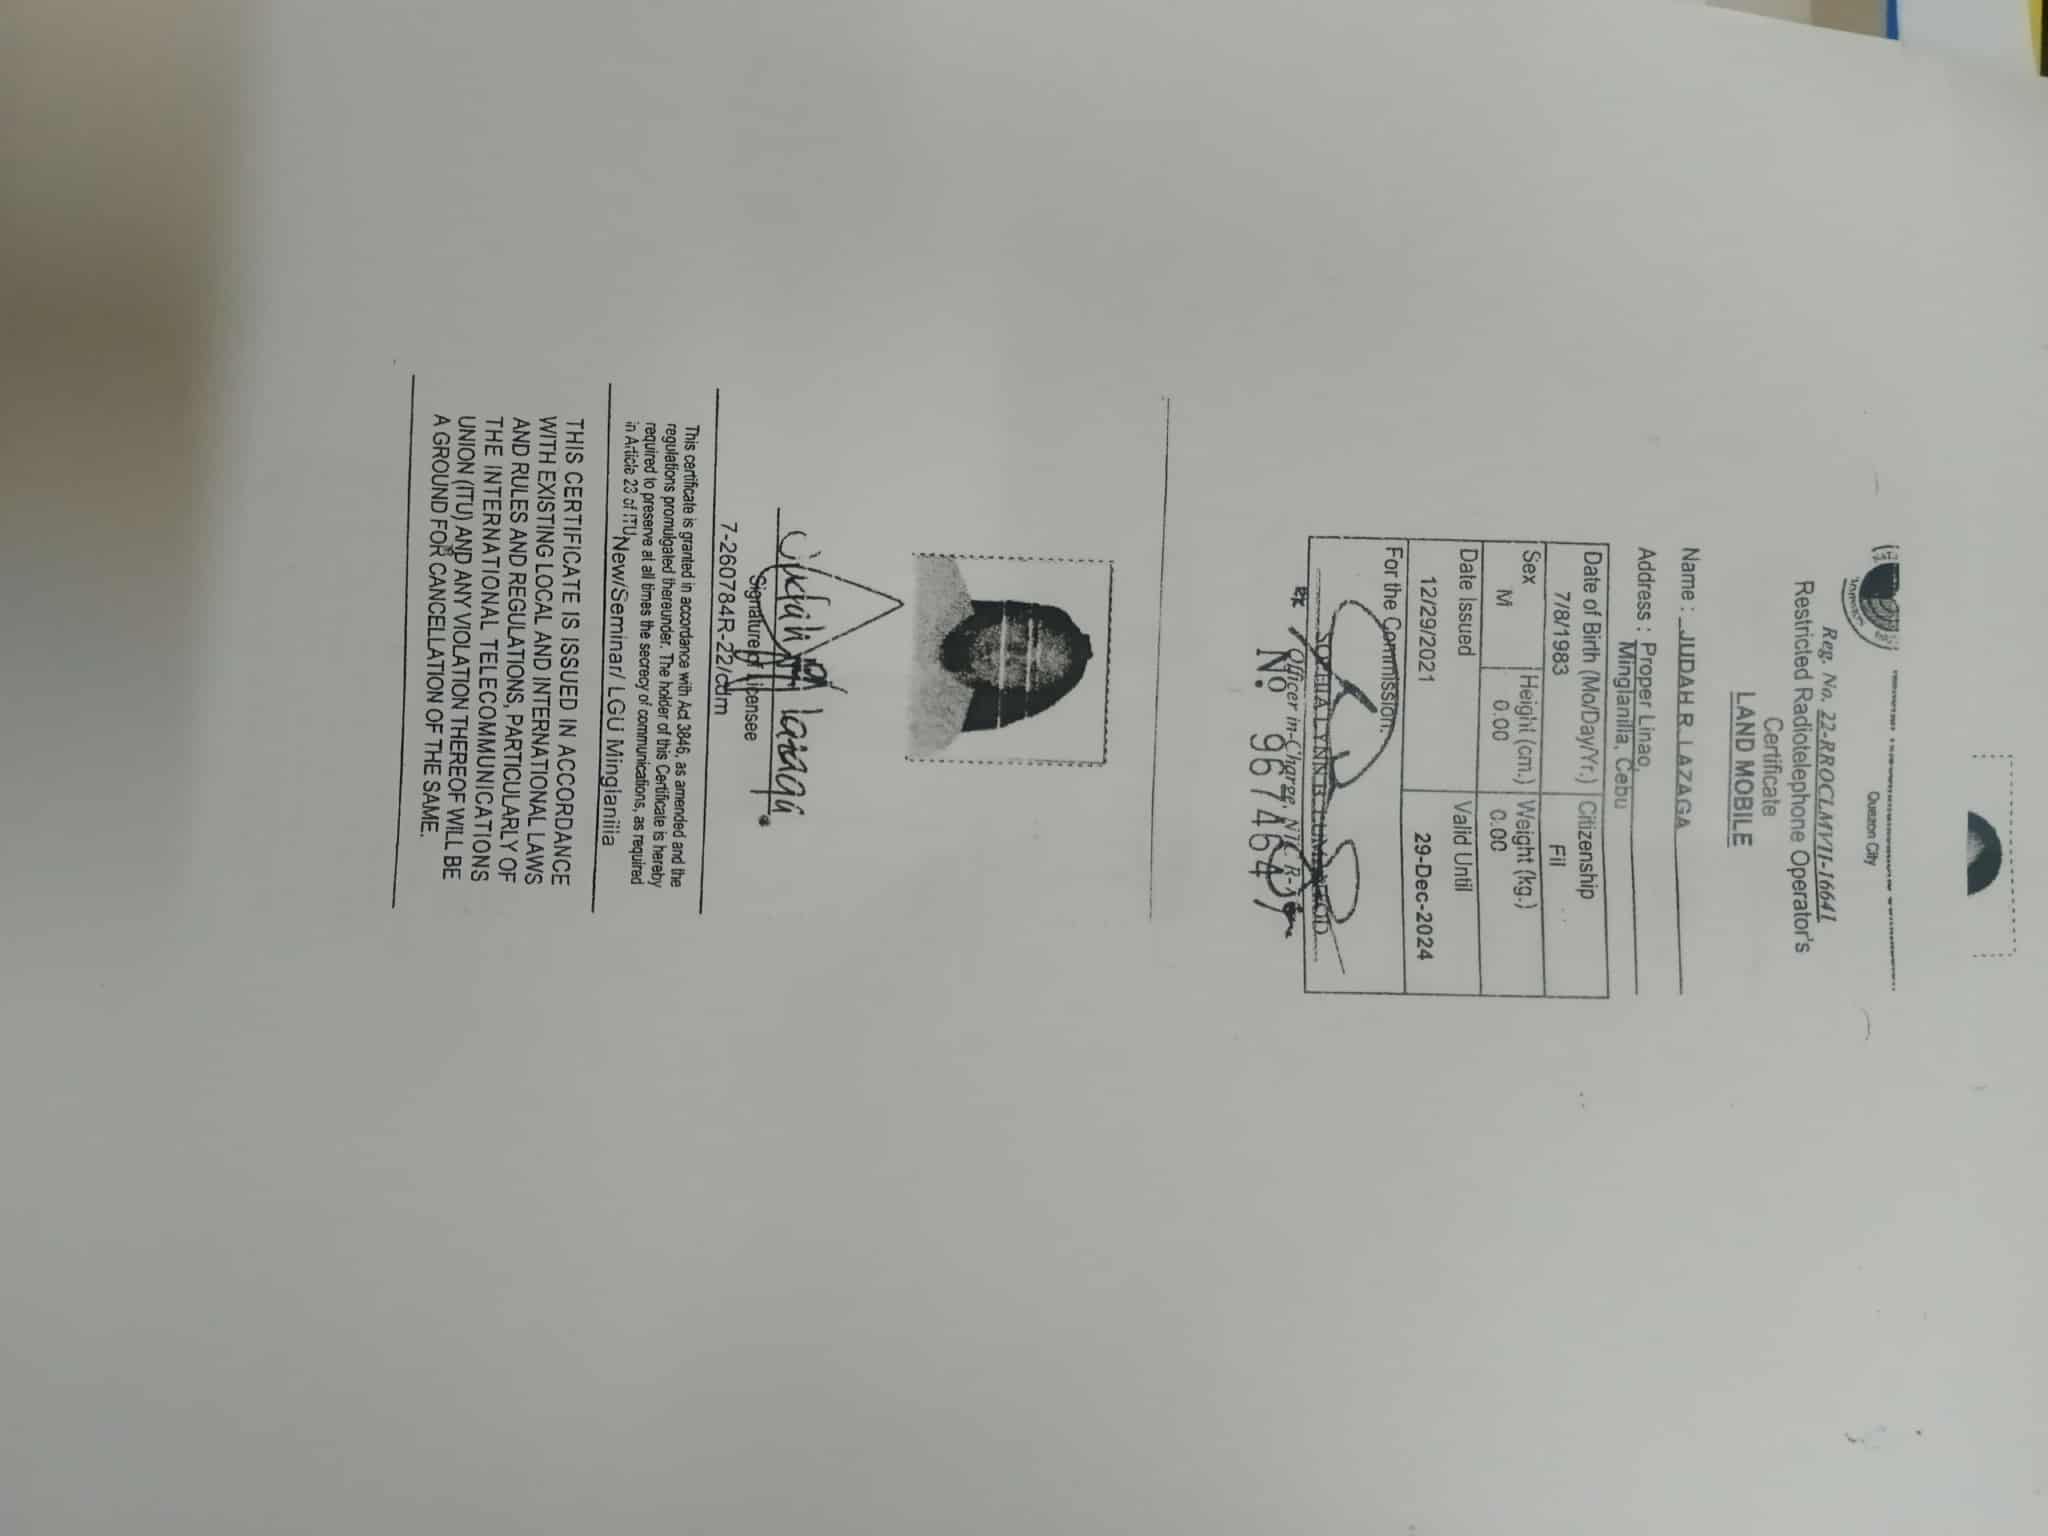 MMISSION
National Telecommunications Commission
Quezon City
Reg. No. 22-RROCLMVII-16641
Restricted Radiotelephone Operator's
Certificate
LAND MOBILE
Name : JUDAH R. LAZAGA
Address : Proper Linao,
Minglanilla, Cebu
Date of Birth (Mo/Day/Yr.) Citizenship
7/8/1983 Fil
Sex Height (cm.) Weight (kg.)
M 0.00 0.00
Date Issued Valid Until
12/29/2021 29-Dec-2024
For the Commission:
SOPHIA LYNN B.
Officer in-Charge, NTC R-7
No. 967464
Judah Lazaga
Signature of Licensee
7-260784R-22/cdm
This certificate is granted in accordance with Act 3846, as amended and the
regulations promulgated thereunder. The holder of this Certificate is hereby
required to preserve at all times the secrecy of communications, as required
in Article 23 of ITU. New/Seminar/ LGU Minglanilla
THIS CERTIFICATE IS ISSUED IN ACCORDANCE
WITH EXISTING LOCAL AND INTERNATIONAL LAWS
AND RULES AND REGULATIONS, PARTICULARLY OF
THE INTERNATIONAL TELECOMMUNICATIONS
UNION (ITU) AND ANY VIOLATION THEREOF WILL BE
A GROUND FOR CANCELLATION OF THE SAME.